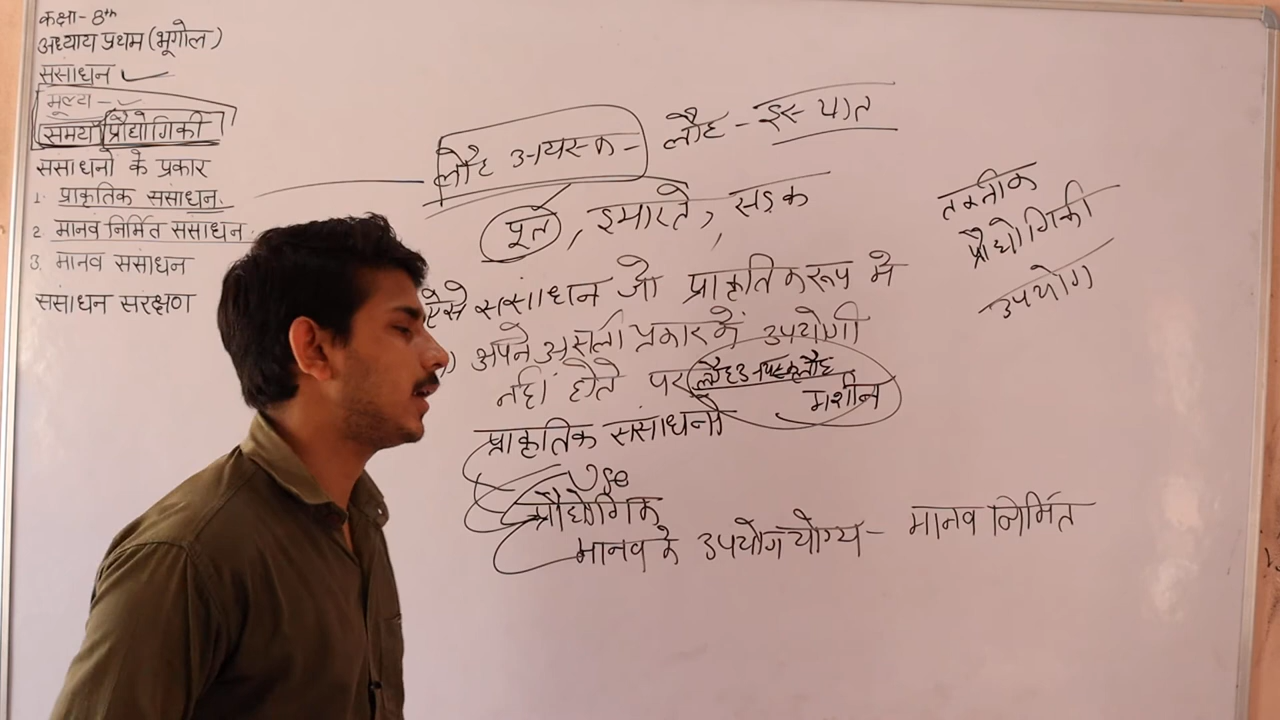 कक्षा - 8th
अध्याय प्रथम (भूगोल)
संसाधन ✓
मूल्य - ✓
समय प्रौद्योगिकी
संसाधनों के प्रकार
1. प्राकृतिक संसाधन.
2. मानव निर्मित संसाधन.
3. मानव संसाधन
संसाधन संरक्षण
लौह अयस्क - लौह - इस्पात
पुल, इमारते, सड़क
ऐसे संसाधन जो प्राकृतिक रूप में
अपने असली प्रकार में उपयोगी
नहीं होते पर लौह अयस्क लौह
मशीन
प्राकृतिक संसाधनो
Use
प्रौद्योगिक
मानव के उपयोग योग्य - मानव निर्मित
तकनीक
प्रौद्योगिकी
उपयोग